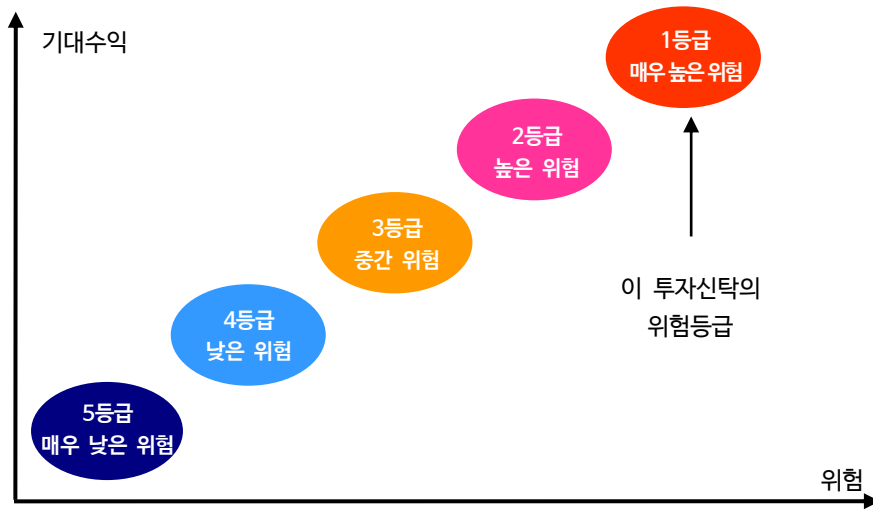 기대수익
1등급
매우 높은 위험
2등급
높은 위험
3등급
중간 위험
이 투자신탁의
위험등급
4등급
낮은 위험
5등급
매우 낮은 위험
위험